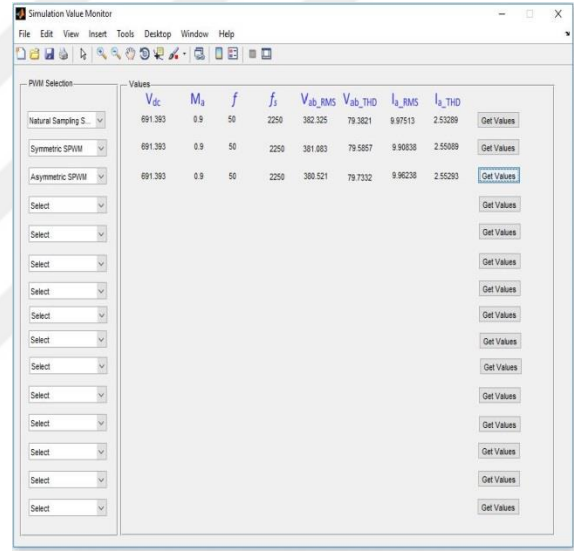 Simulation Value Monitor
File Edit View Insert Tools Desktop Window Help
PWM Selection
Values
Vdc Ma f fs Vab_RMS Vab_THD Ia_RMS Ia_THD
Natural Sampling S... 691.393 0.9 50 2250 382.325 79.3821 9.97513 2.53289 Get Values
Symmetric SPWM 691.393 0.9 50 2250 381.083 79.5857 9.90838 2.55089 Get Values
Asymmetric SPWM 691.393 0.9 50 2250 380.521 79.7332 9.96238 2.55293 Get Values
Select Get Values
Select Get Values
Select Get Values
Select Get Values
Select Get Values
Select Get Values
Select Get Values
Select Get Values
Select Get Values
Select Get Values
Select Get Values
Select Get Values